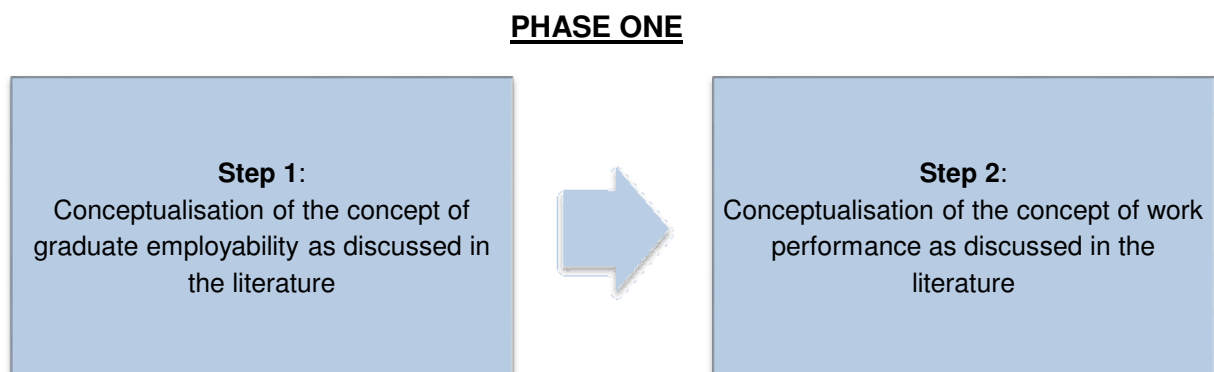 PHASE ONE
Step 1:
Conceptualisation of the concept of
graduate employability as discussed in
the literature
Step 2:
Conceptualisation of the concept of work
performance as discussed in the
literature